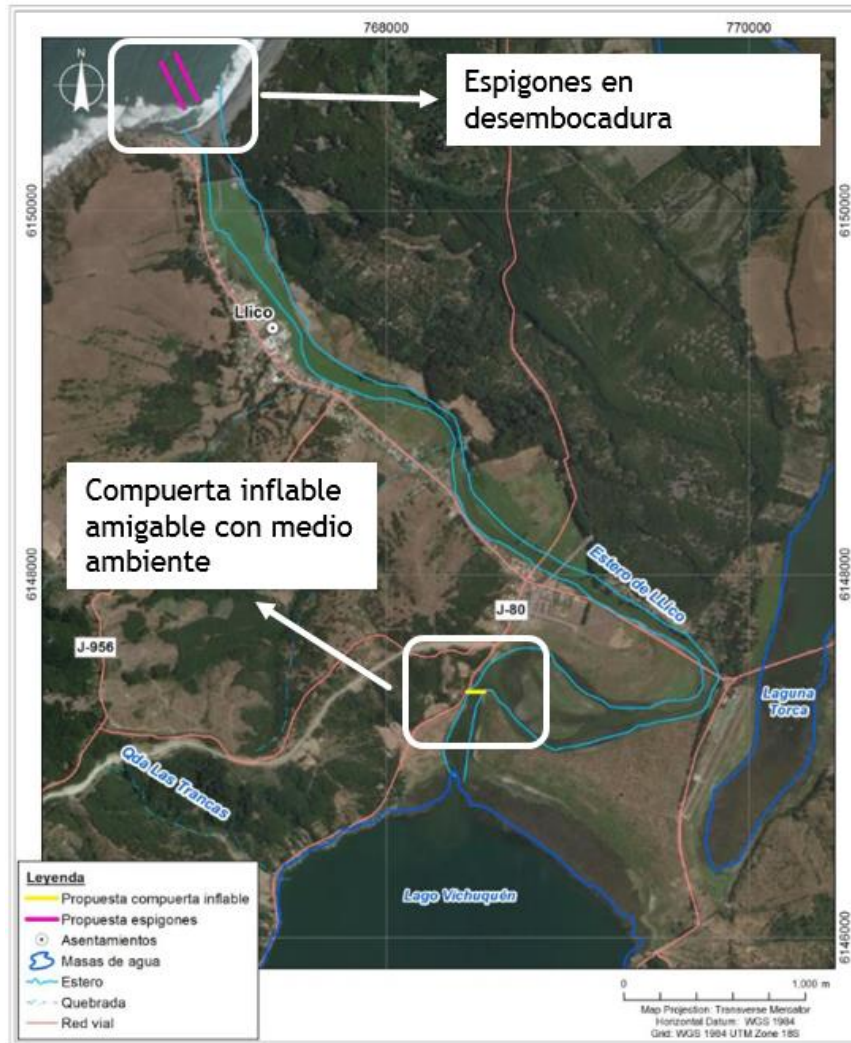 768000
770000
N
Espigones en
desembocadura
6150000
6150000
Llico
Compuerta inflable
amigable con medio
ambiente
6148000
6148000
Estero de LLico
J-80
J-956
Laguna
Torca
Qda Las Trancas
Lago Vichuquén
6146000
Leyenda
Propuesta compuerta inflable
Propuesta espigones
Asentamientos
Masas de agua
Estero
Quebrada
Red vial
0 1,000 m
Map Projection: Transverse Mercator
Horizontal Datum: WGS 1984
Grid: WGS 1984 UTM Zone 18S